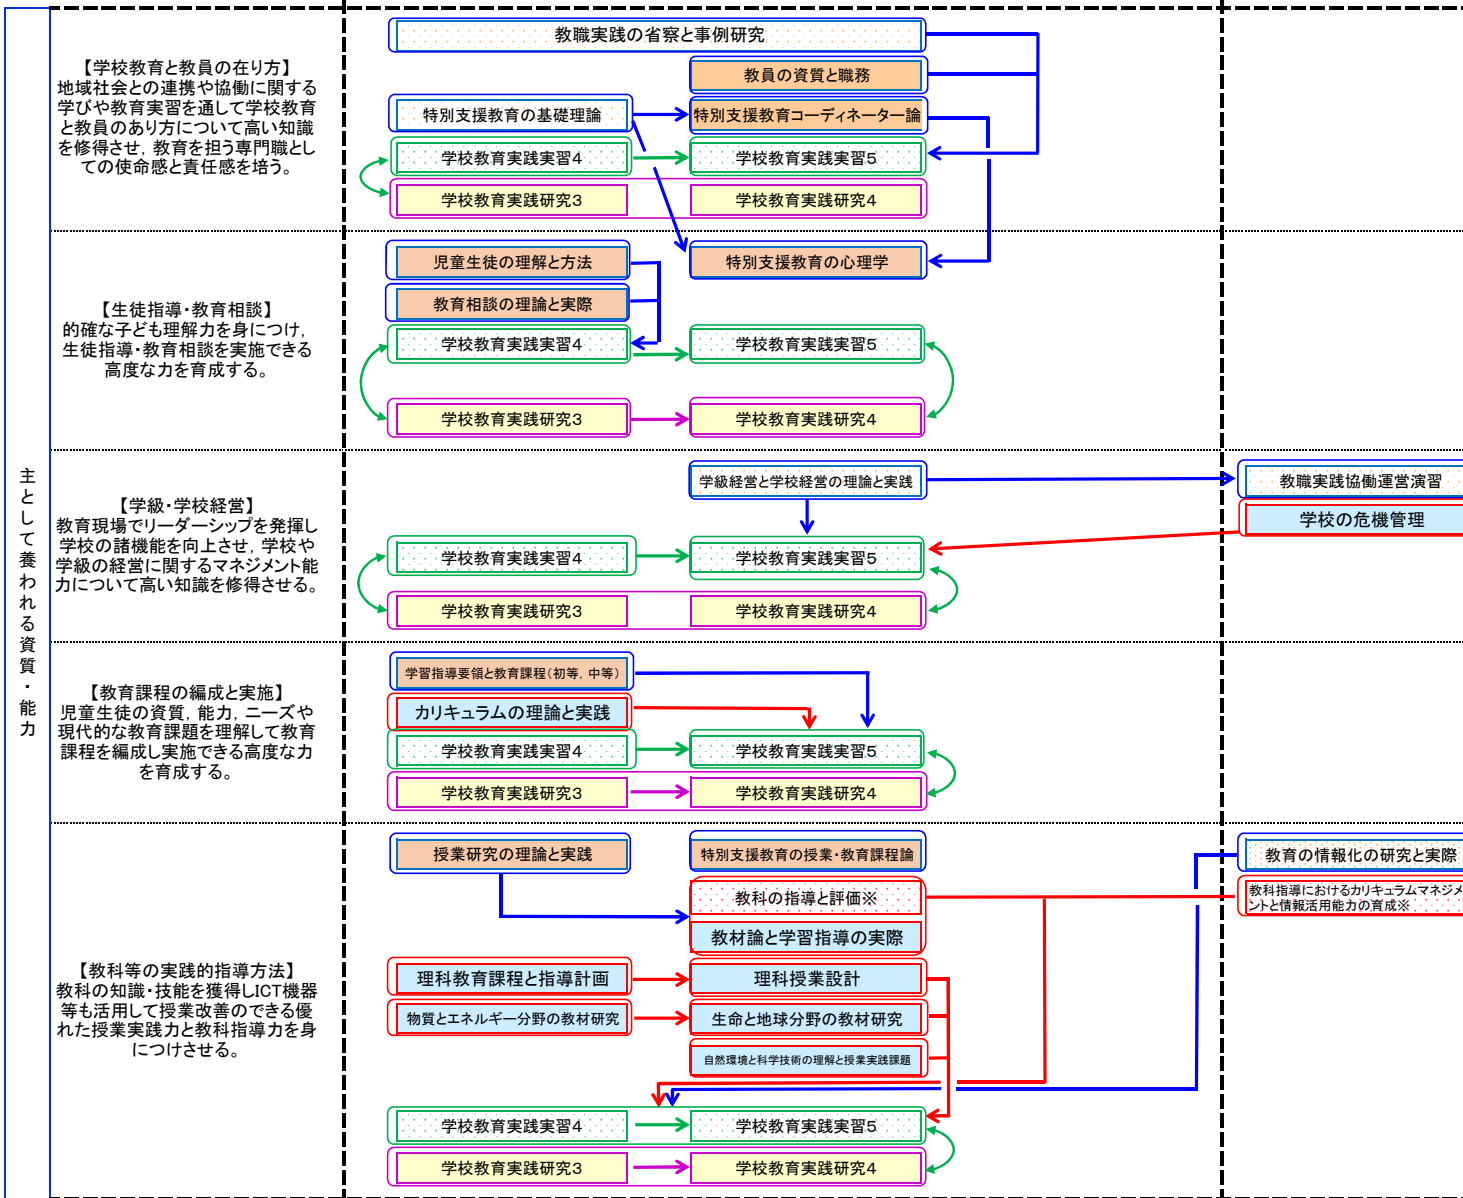 主として養われる資質・能力
【学校教育と教員の在り方】
地域社会との連携や協働に関する
学びや教育実習を通して学校教育
と教員のあり方について高い知識
を修得させ，教育を担う専門職とし
ての使命感と責任感を培う。
教職実践の省察と事例研究
教員の資質と職務
特別支援教育の基礎理論
特別支援教育コーディネーター論
学校教育実践実習4
学校教育実践実習5
学校教育実践研究3
学校教育実践研究4
【生徒指導・教育相談】
的確な子ども理解力を身につけ，
生徒指導・教育相談を実施できる
高度な力を育成する。
児童生徒の理解と方法
特別支援教育の心理学
教育相談の理論と実際
学校教育実践実習4
学校教育実践実習5
学校教育実践研究3
学校教育実践研究4
【学級・学校経営】
教育現場でリーダーシップを発揮し
学校の諸機能を向上させ，学校や
学級の経営に関するマネジメント能
力について高い知識を修得させる。
学級経営と学校経営の理論と実践
教職実践協働運営演習
学校の危機管理
学校教育実践実習4
学校教育実践実習5
学校教育実践研究3
学校教育実践研究4
【教育課程の編成と実施】
児童生徒の資質，能力，ニーズや
現代的な教育課題を理解して教育
課程を編成し実施できる高度な力
を育成する。
学習指導要領と教育課程（初等，中等）
カリキュラムの理論と実践
学校教育実践実習4
学校教育実践実習5
学校教育実践研究3
学校教育実践研究4
【教科等の実践的指導方法】
教科の知識・技能を獲得しICT機器
等も活用して授業改善のできる優
れた授業実践力と教科指導力を身
につけさせる。
授業研究の理論と実践
特別支援教育の授業・教育課程論
教育の情報化の研究と実際
教科の指導と評価※
教科指導におけるカリキュラムマネジメ
ントと情報活用能力の育成※
教材論と学習指導の実際
理科教育課程と指導計画
理科授業設計
物質とエネルギー分野の教材研究
生命と地球分野の教材研究
自然環境と科学技術の理解と授業実践課題
学校教育実践実習4
学校教育実践実習5
学校教育実践研究3
学校教育実践研究4